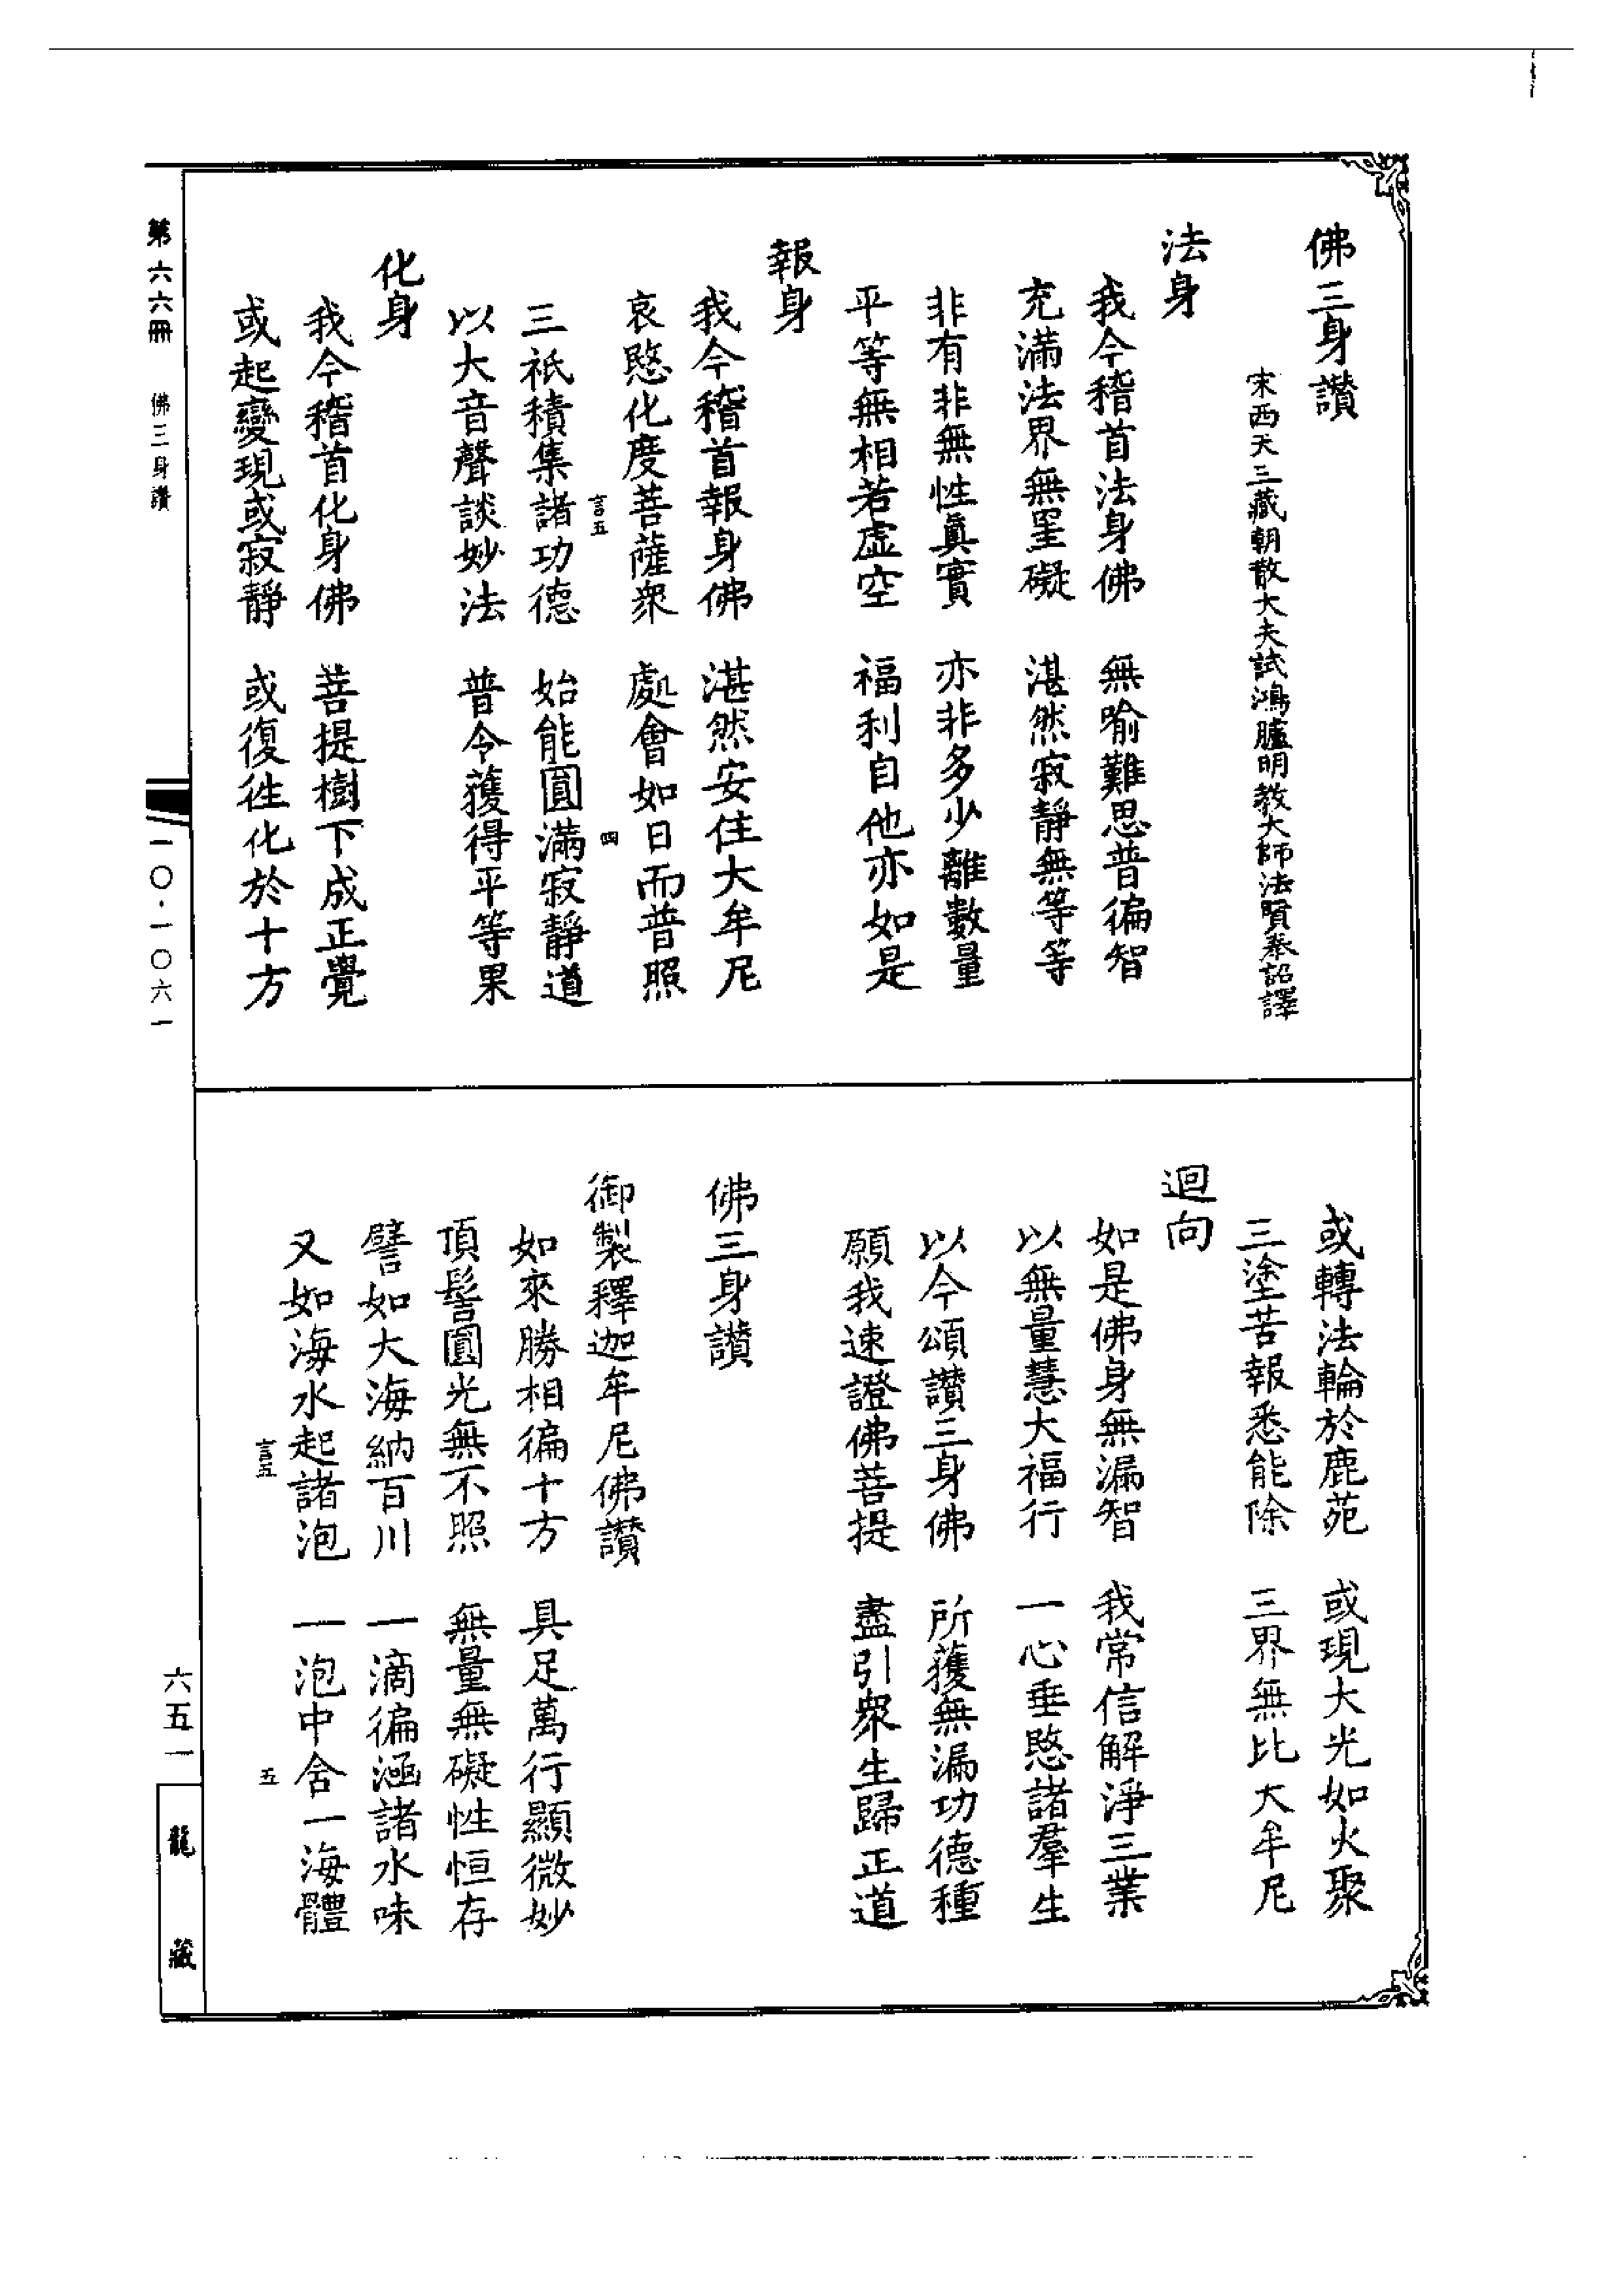 佛三身讚
宋西天三藏朝散大夫試鴻臚明教大師法賢奉詔譯
法身
我今稽首法身佛　無喻難思普徧智
充滿法界無罣礙　湛然寂靜無等等
非有非無性眞實　亦非多少離數量
平等無相若虛空　福利自他亦如是
報身
我今稽首報身佛　湛然安住大牟尼
哀愍化度菩薩衆　處會如日而普照
言五　四
三祇積集諸功德　始能圓滿寂靜道
以大音聲談妙法　普令獲得平等果
化身
我今稽首化身佛　菩提樹下成正覺
或起變現或寂靜　或復徃化於十方
或轉法輪於鹿苑　或現大光如火聚
三塗苦報悉能除　三界無比大牟尼
迴向
如是佛身無漏智　我常信解淨三業
以無量慧大福行　一心垂愍諸羣生
以今頌讚三身佛　所獲無漏功德種
願我速證佛菩提　盡引衆生歸正道
佛三身讚
御製釋迦牟尼佛讚
如來勝相徧十方　具足萬行顯微妙
頂髻圓光無不照　無量無礙性恒存
譬如大海納百川　一滴徧涵諸水味
又如海水起諸泡　一泡中含一海體
言五　五
第六六冊　佛三身讚　一〇·一〇六一
六五一　龍藏